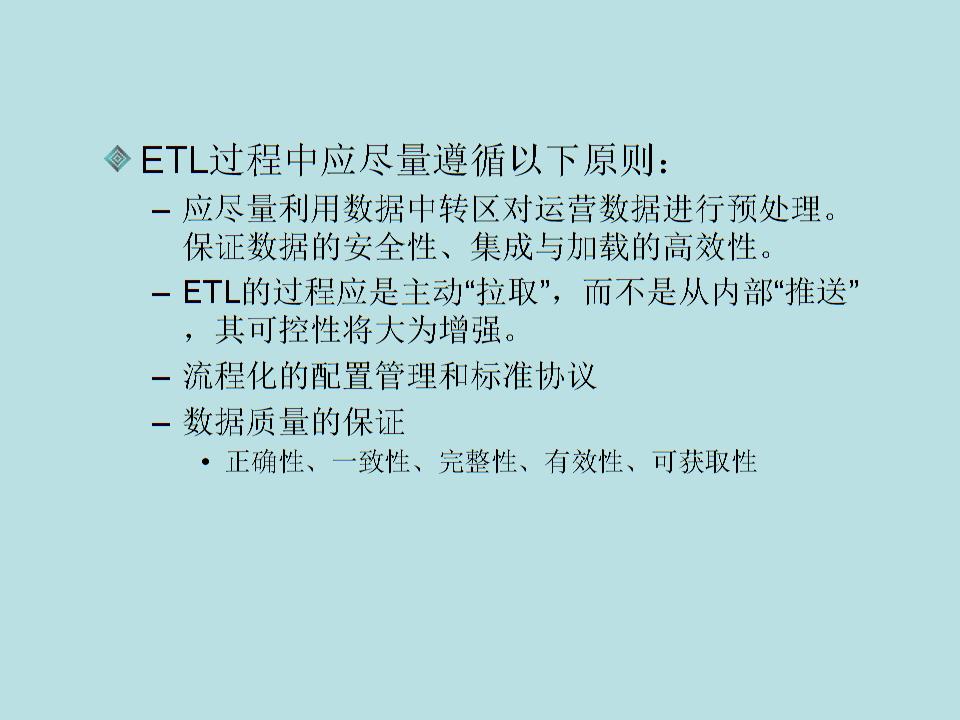 ETL过程中应尽量遵循以下原则：
– 应尽量利用数据中转区对运营数据进行预处理。
保证数据的安全性、集成与加载的高效性。
– ETL的过程应是主动“拉取”，而不是从内部“推送”
，其可控性将大为增强。
– 流程化的配置管理和标准协议
– 数据质量的保证
• 正确性、一致性、完整性、有效性、可获取性